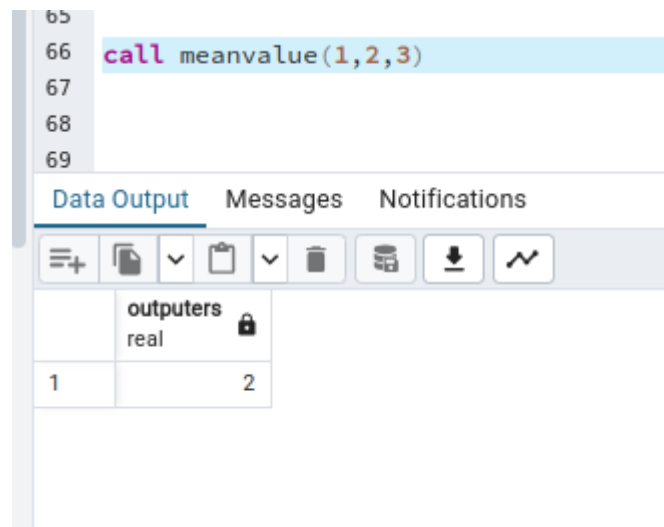 65
66 call meanvalue(1,2,3)
67
68
69
Data Output Messages Notifications
outputers
real
1 2